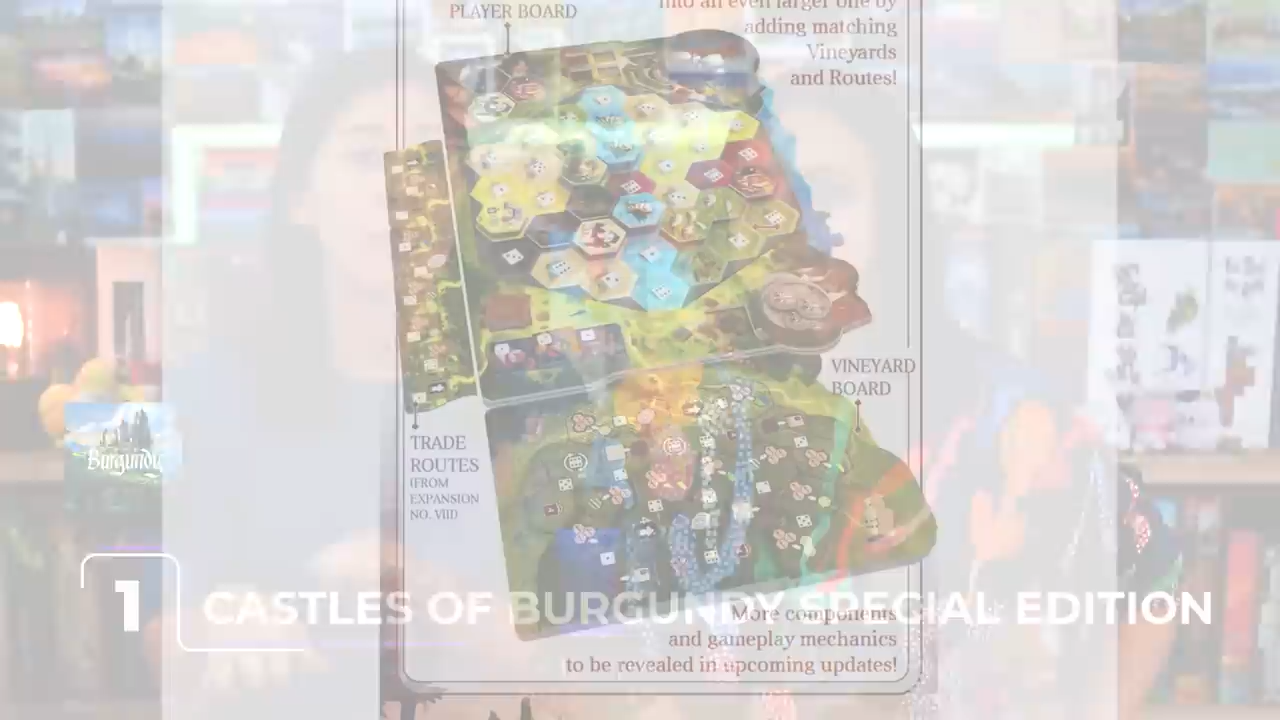 PLAYER BOARD
into an even larger one by
adding matching
Vineyards
and Routes!
VINEYARD
BOARD
TRADE
ROUTES
(FROM
EXPANSION
NO. VIII)
Burgundy
1
CASTLES OF BURGUNDY SPECIAL EDITION
More components
and gameplay mechanics
to be revealed in upcoming updates!